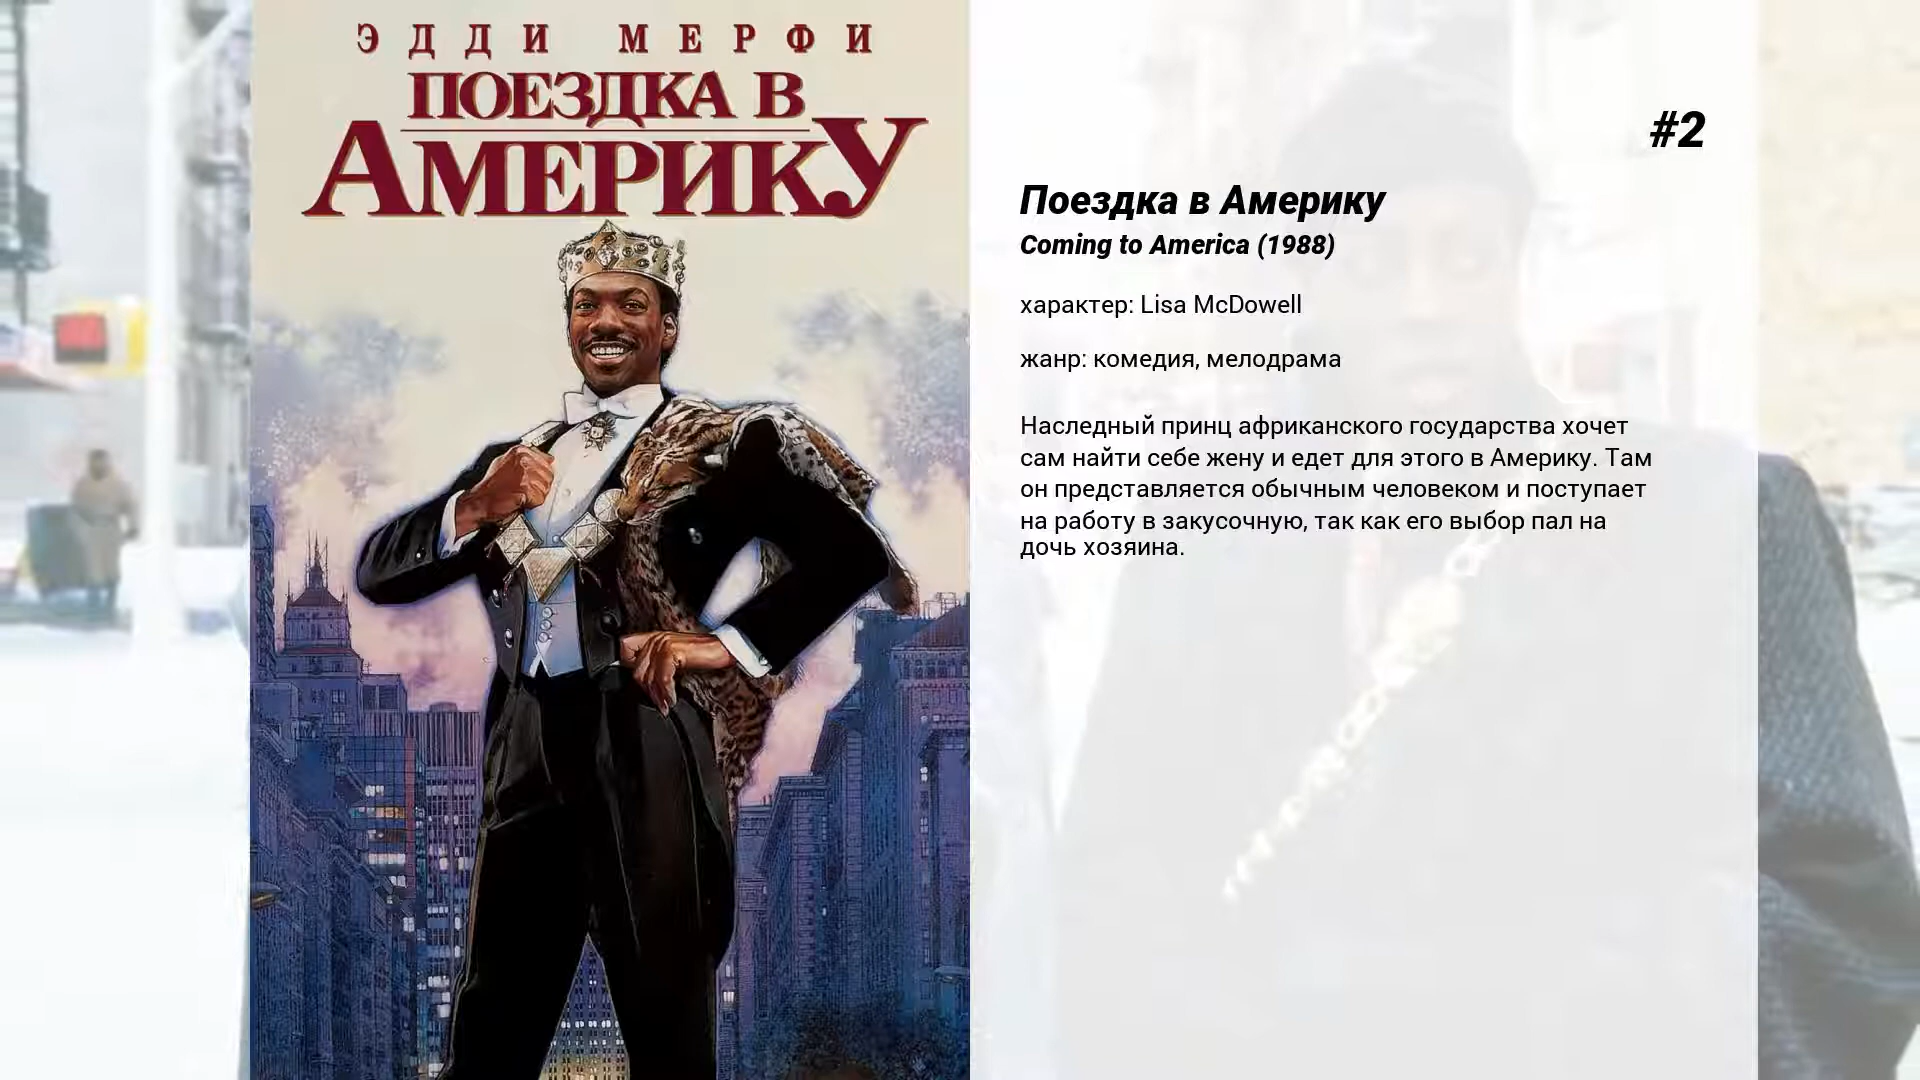 ЭДДИ МЕРФИ
ПОЕЗДКА В
АМЕРИКУ
#2
Поездка в Америку
Coming to America (1988)
характер: Lisa McDowell
жанр: комедия, мелодрама
Наследный принц африканского государства хочет
сам найти себе жену и едет для этого в Америку. Там
он представляется обычным человеком и поступает
на работу в закусочную, так как его выбор пал на
дочь хозяина.